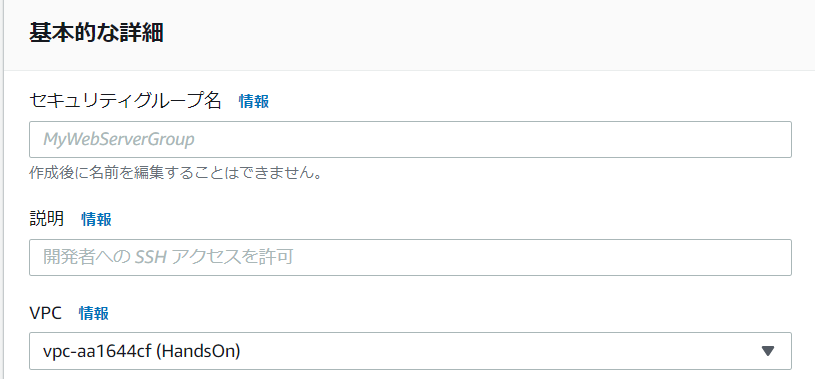 基本的な詳細
セキュリティグループ名 情報
MyWebServerGroup
作成後に名前を編集することはできません。
説明 情報
開発者への SSH アクセスを許可
VPC 情報
vpc-aa1644cf (HandsOn)